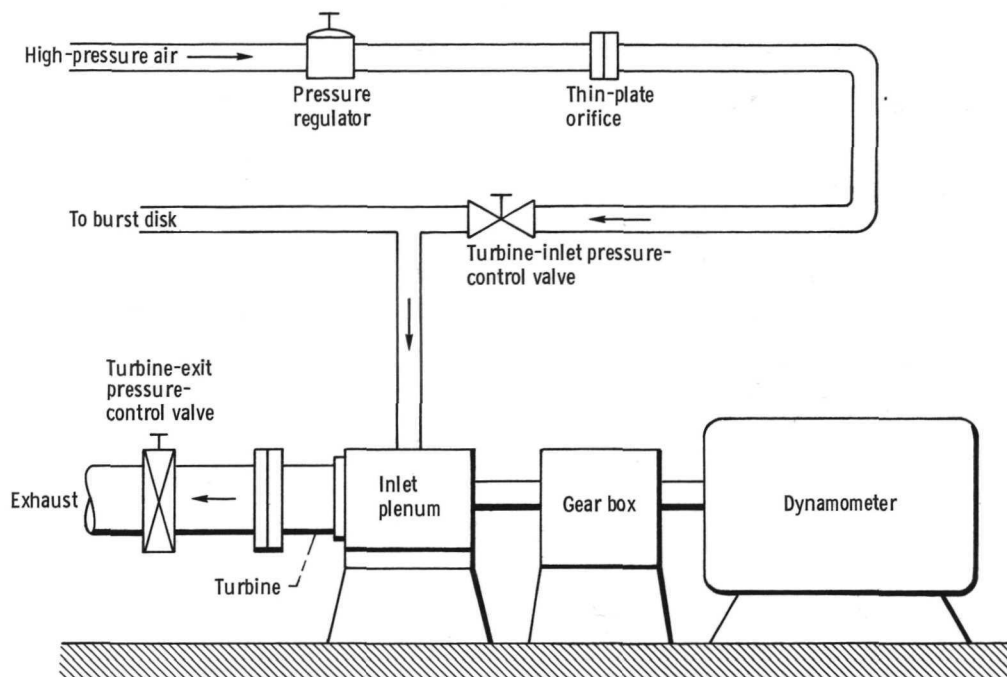 High-pressure air
Pressure
regulator
Thin-plate
orifice
To burst disk
Turbine-inlet pressure-
control valve
Turbine-exit
pressure-
control valve
Inlet
plenum
Gear box
Dynamometer
Exhaust
Turbine